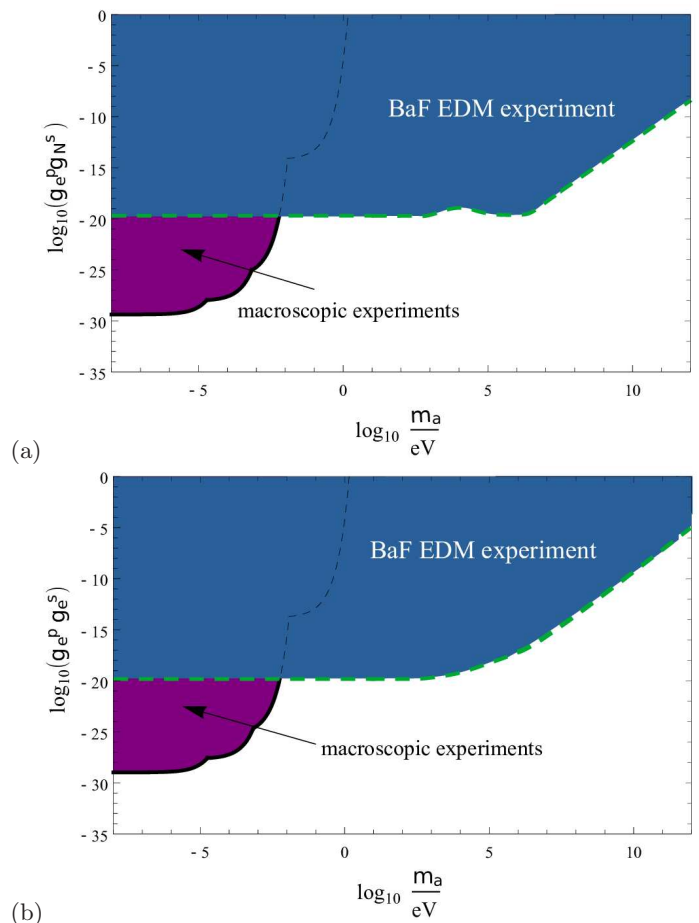 0
-5
-10
-15
-20
-25
-30
-35
log₁₀(gₑᵖg_Nˢ)
BaF EDM experiment
macroscopic experiments
-5 0 5 10
log₁₀ mₐ/eV
(a)
0
-5
-10
-15
-20
-25
-30
-35
log₁₀(gₑᵖ gₑˢ)
BaF EDM experiment
macroscopic experiments
-5 0 5 10
log₁₀ mₐ/eV
(b)